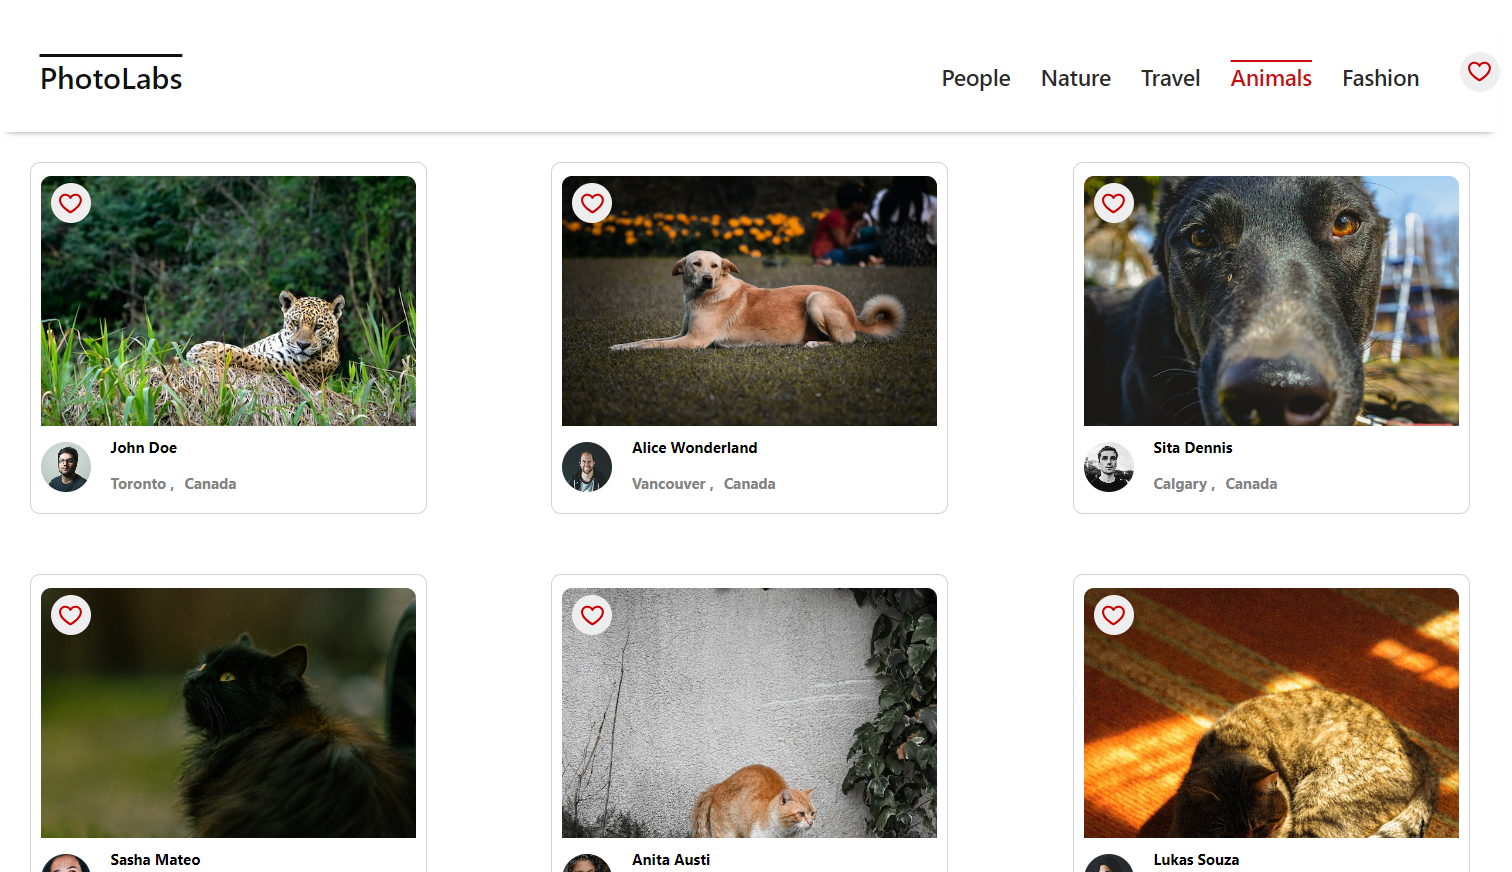 PhotoLabs
People Nature Travel Animals Fashion
John Doe
Toronto , Canada
Alice Wonderland
Vancouver , Canada
Sita Dennis
Calgary , Canada
Sasha Mateo
Anita Austi
Lukas Souza